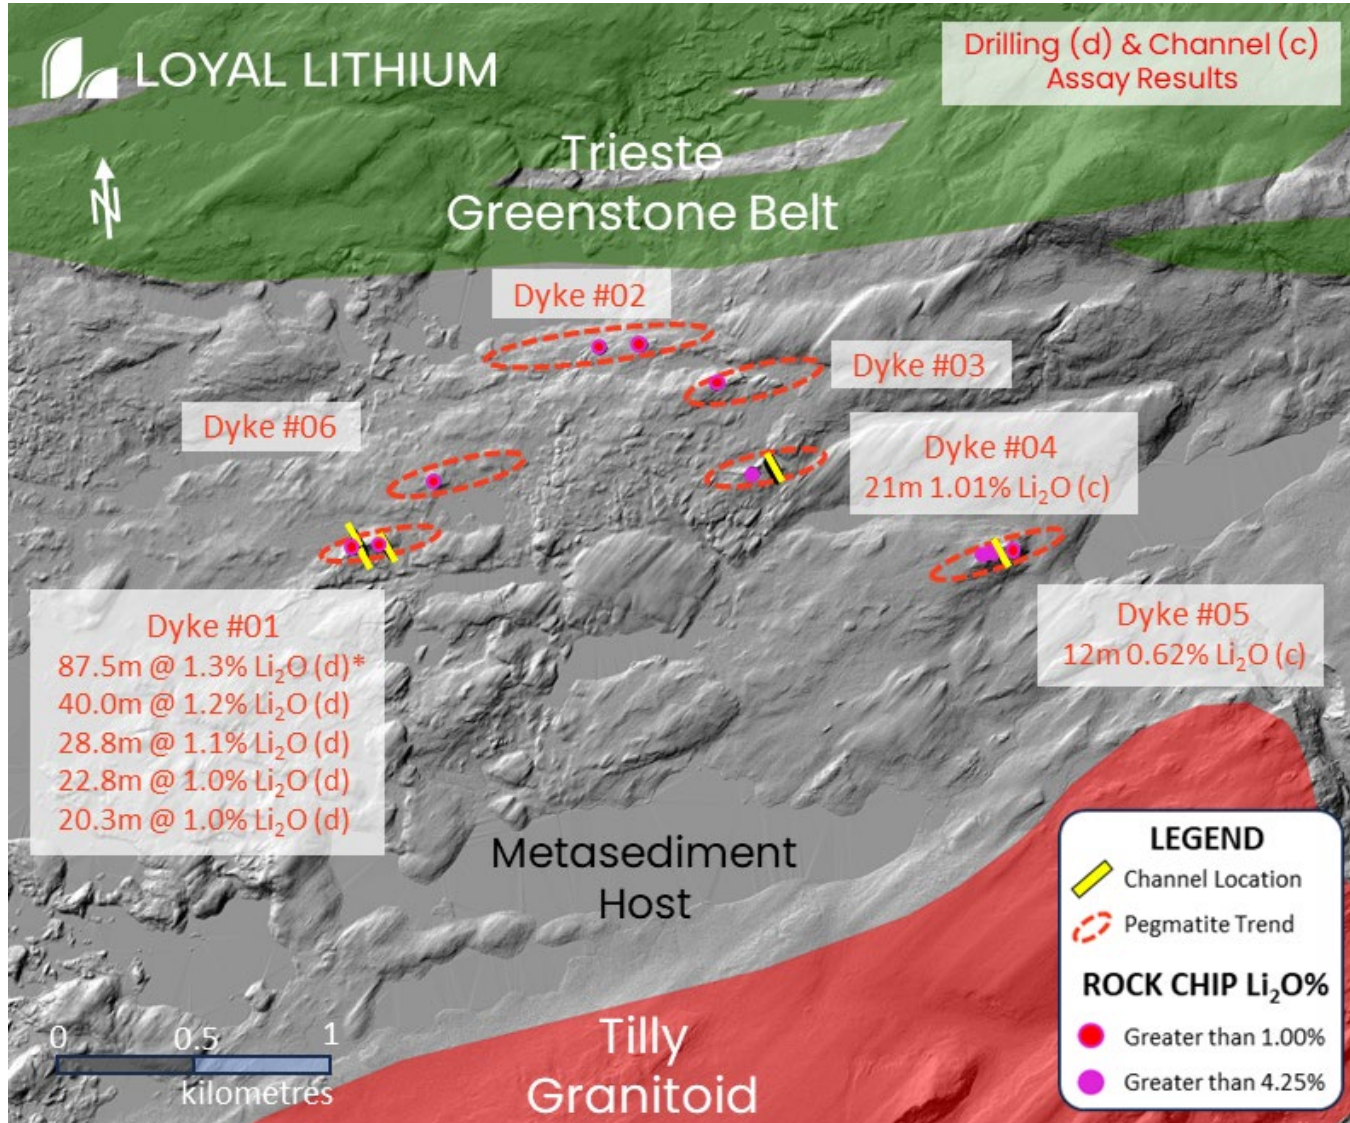 LOYAL LITHIUM
Drilling (d) & Channel (c)
Assay Results
N
Trieste
Greenstone Belt
Dyke #02
Dyke #03
Dyke #06
Dyke #04
21m 1.01% Li₂O (c)
Dyke #01
87.5m @ 1.3% Li₂O (d)*
40.0m @ 1.2% Li₂O (d)
28.8m @ 1.1% Li₂O (d)
22.8m @ 1.0% Li₂O (d)
20.3m @ 1.0% Li₂O (d)
Dyke #05
12m 0.62% Li₂O (c)
Metasediment
Host
Tilly
Granitoid
0 0.5 1
kilometres
LEGEND
Channel Location
Pegmatite Trend
ROCK CHIP Li₂O%
Greater than 1.00%
Greater than 4.25%